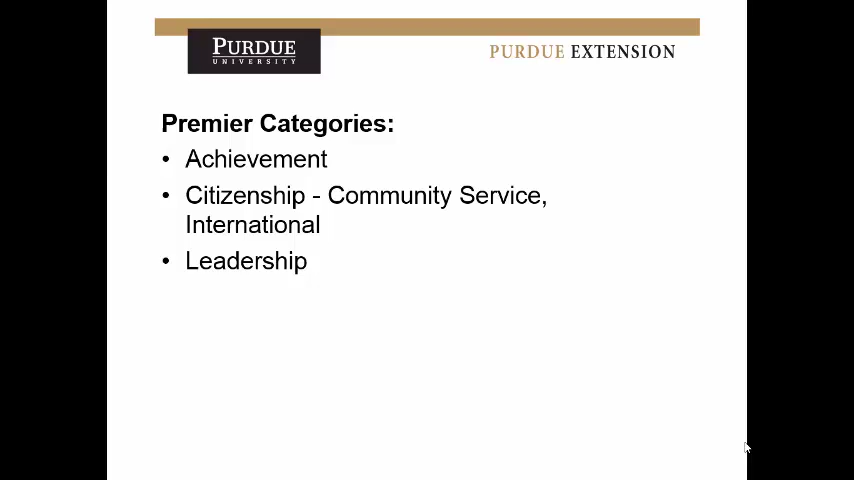 PURDUE
UNIVERSITY
PURDUE EXTENSION
Premier Categories:
• Achievement
• Citizenship - Community Service,
International
• Leadership